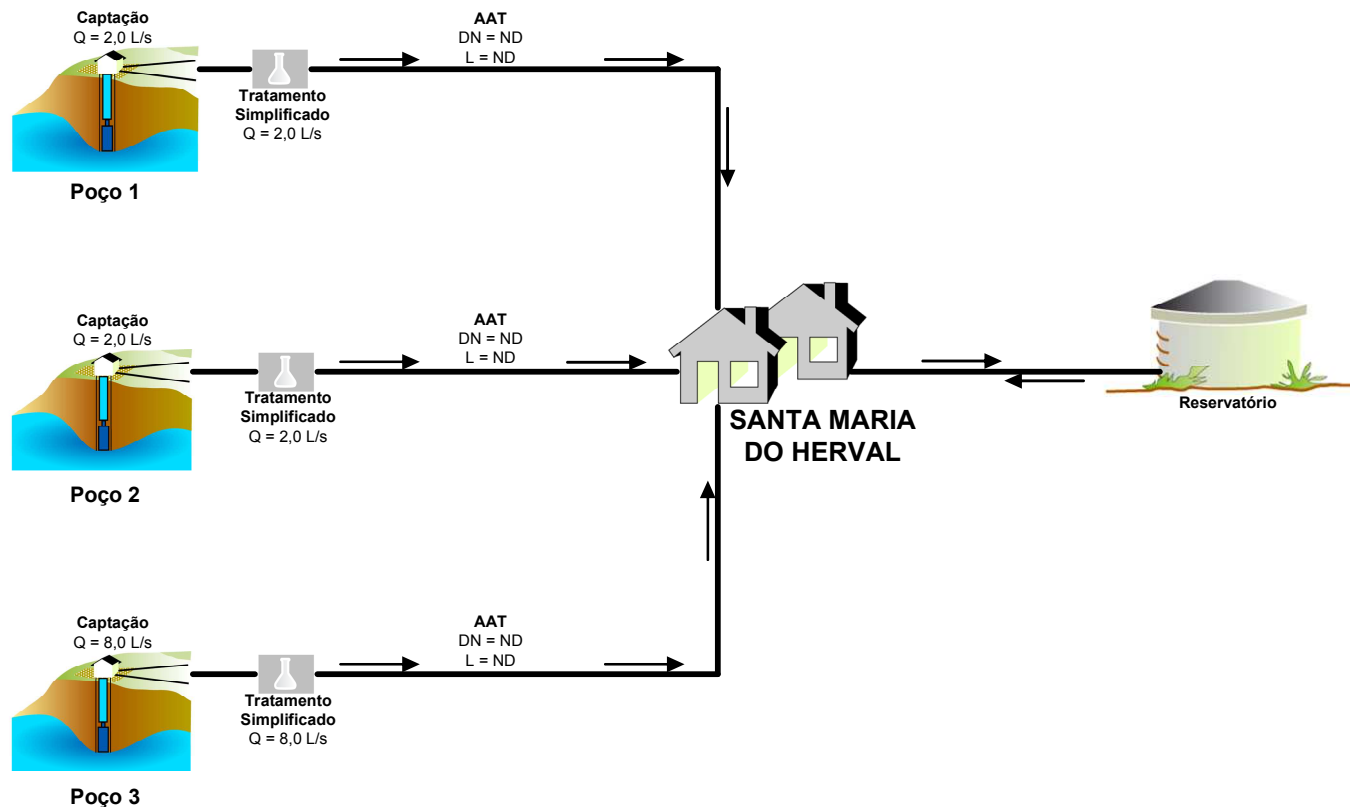 Captação
Q = 2,0 L/s
Poço 1
Tratamento
Simplificado
Q = 2,0 L/s
AAT
DN = ND
L = ND
Captação
Q = 2,0 L/s
Poço 2
Tratamento
Simplificado
Q = 2,0 L/s
AAT
DN = ND
L = ND
SANTA MARIA
DO HERVAL
Reservatório
Captação
Q = 8,0 L/s
Poço 3
Tratamento
Simplificado
Q = 8,0 L/s
AAT
DN = ND
L = ND